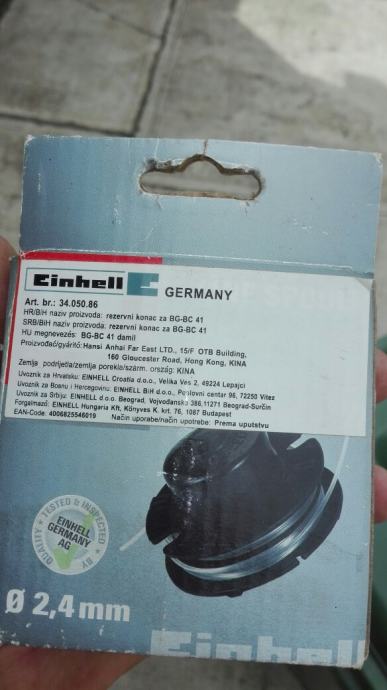 Einhell
GERMANY
Art. br.: 34.050.86
HR/BiH naziv proizvoda: rezervni konac za BG-BC 41
SRB/BiH naziv proizvoda: rezervni konac za BG-BC 41
HU megnevezés: BG-BC 41 damil
Proizvođač/gyártó: Hansi Anhai Far East LTD., 15/F OTB Building,
160 Gloucester Road, Hong Kong, KINA
Zemlja podrijetla/zemlja porekla/szárm. ország: KINA
Uvoznik za Hrvatsku: EINHELL Croatia d.o.o., Velika Ves 2, 49224 Lepajci
Uvoznik za Bosnu i Hercegovinu: EINHELL BiH d.o.o., Poslovni centar 96, 72250 Vitez
Uvoznik za Srbiju: EINHELL d.o.o. Beograd, Vojvođanska 386, 11271 Beograd-Surčin
Forgalmazó: EINHELL Hungaria Kft, Könyves K. krt. 76, 1087 Budapest
EAN-Code: 4006825546019 Način uporabe/način upotrebe: Prema uputstvu
TESTED & INSPECTED
EINHELL
GERMANY
AG
QUALITY
BY
Ø 2,4mm
Einhell